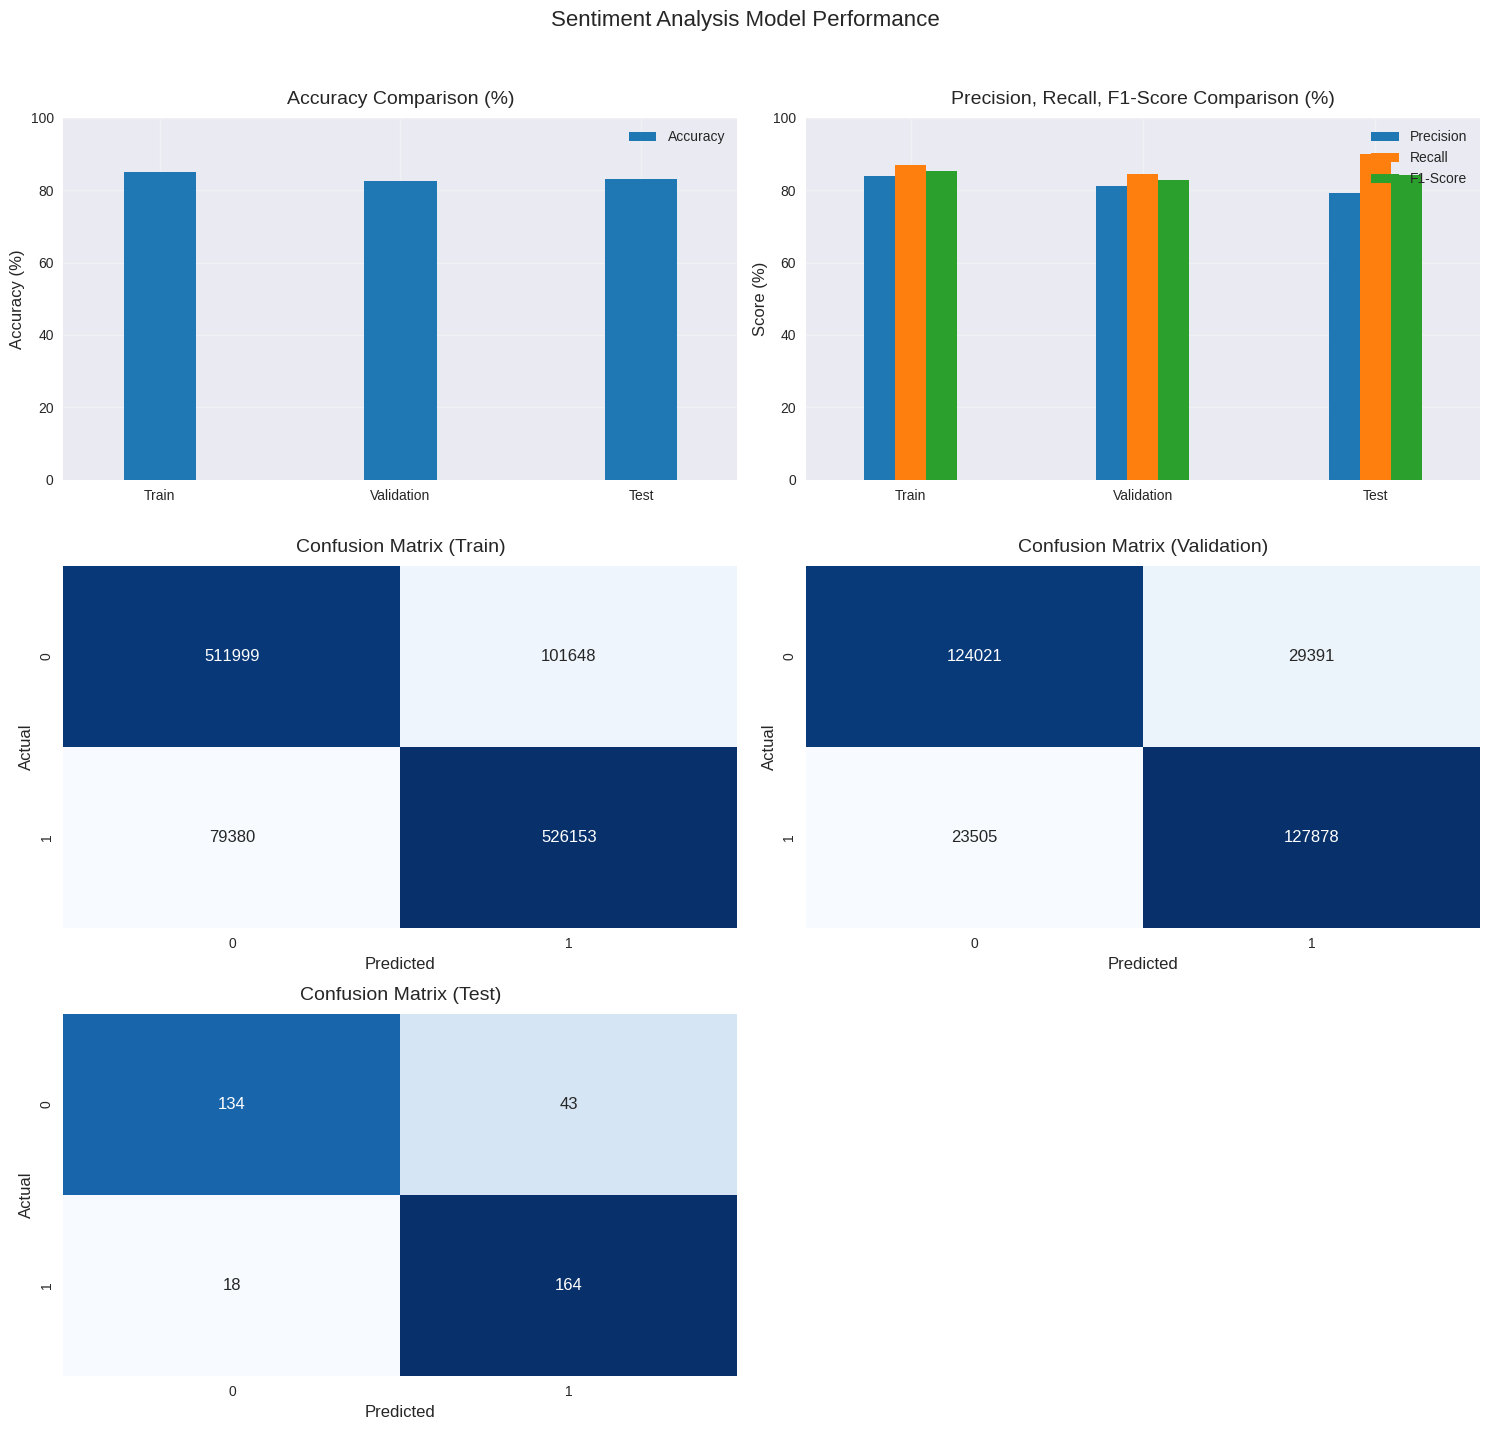 Sentiment Analysis Model Performance
Accuracy Comparison (%)
100
80
60
40
20
0
Accuracy (%)
Accuracy
Train
Validation
Test
Precision, Recall, F1-Score Comparison (%)
100
80
60
40
20
0
Score (%)
Precision
Recall
F1-Score
Train
Validation
Test
Confusion Matrix (Train)
Actual
0
511999
101648
1
79380
526153
0
1
Predicted
Confusion Matrix (Validation)
Actual
0
124021
29391
1
23505
127878
0
1
Predicted
Confusion Matrix (Test)
Actual
0
134
43
1
18
164
0
1
Predicted